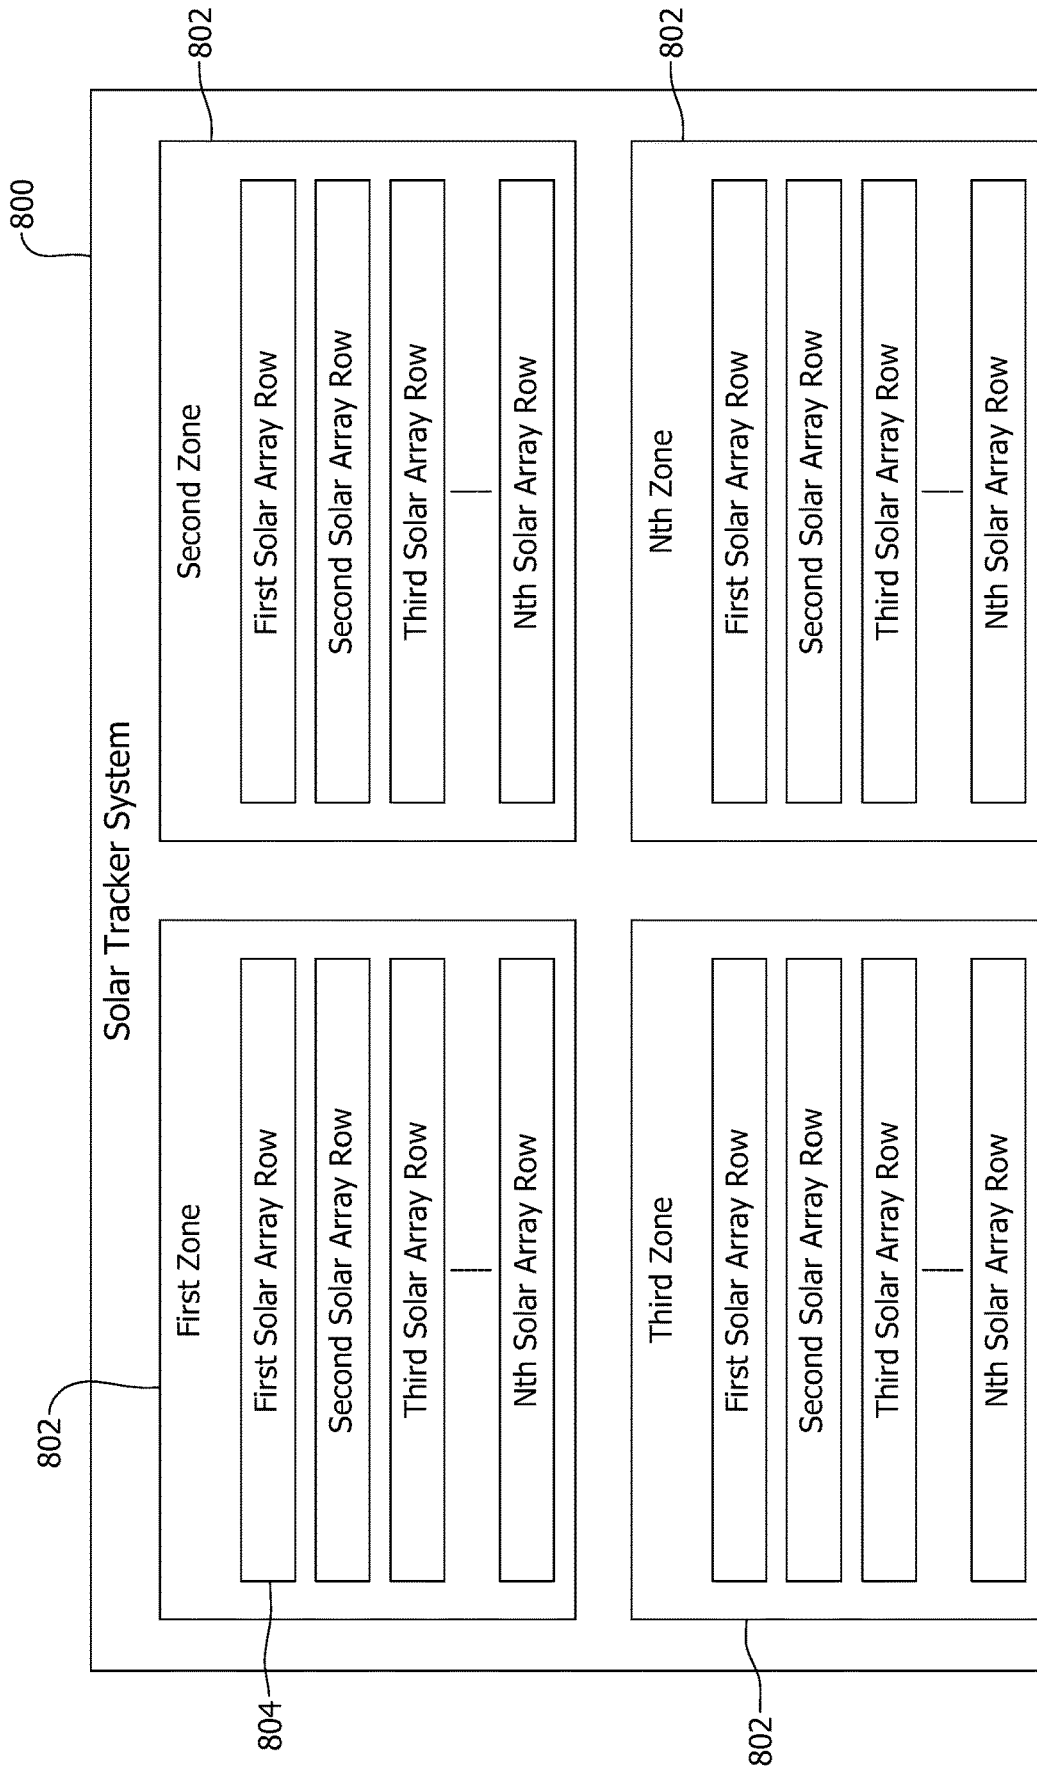 800
Solar Tracker System
802
First Zone
804
First Solar Array Row
Second Solar Array Row
Third Solar Array Row
Nth Solar Array Row
802
Second Zone
First Solar Array Row
Second Solar Array Row
Third Solar Array Row
Nth Solar Array Row
802
Third Zone
First Solar Array Row
Second Solar Array Row
Third Solar Array Row
Nth Solar Array Row
802
Nth Zone
First Solar Array Row
Second Solar Array Row
Third Solar Array Row
Nth Solar Array Row